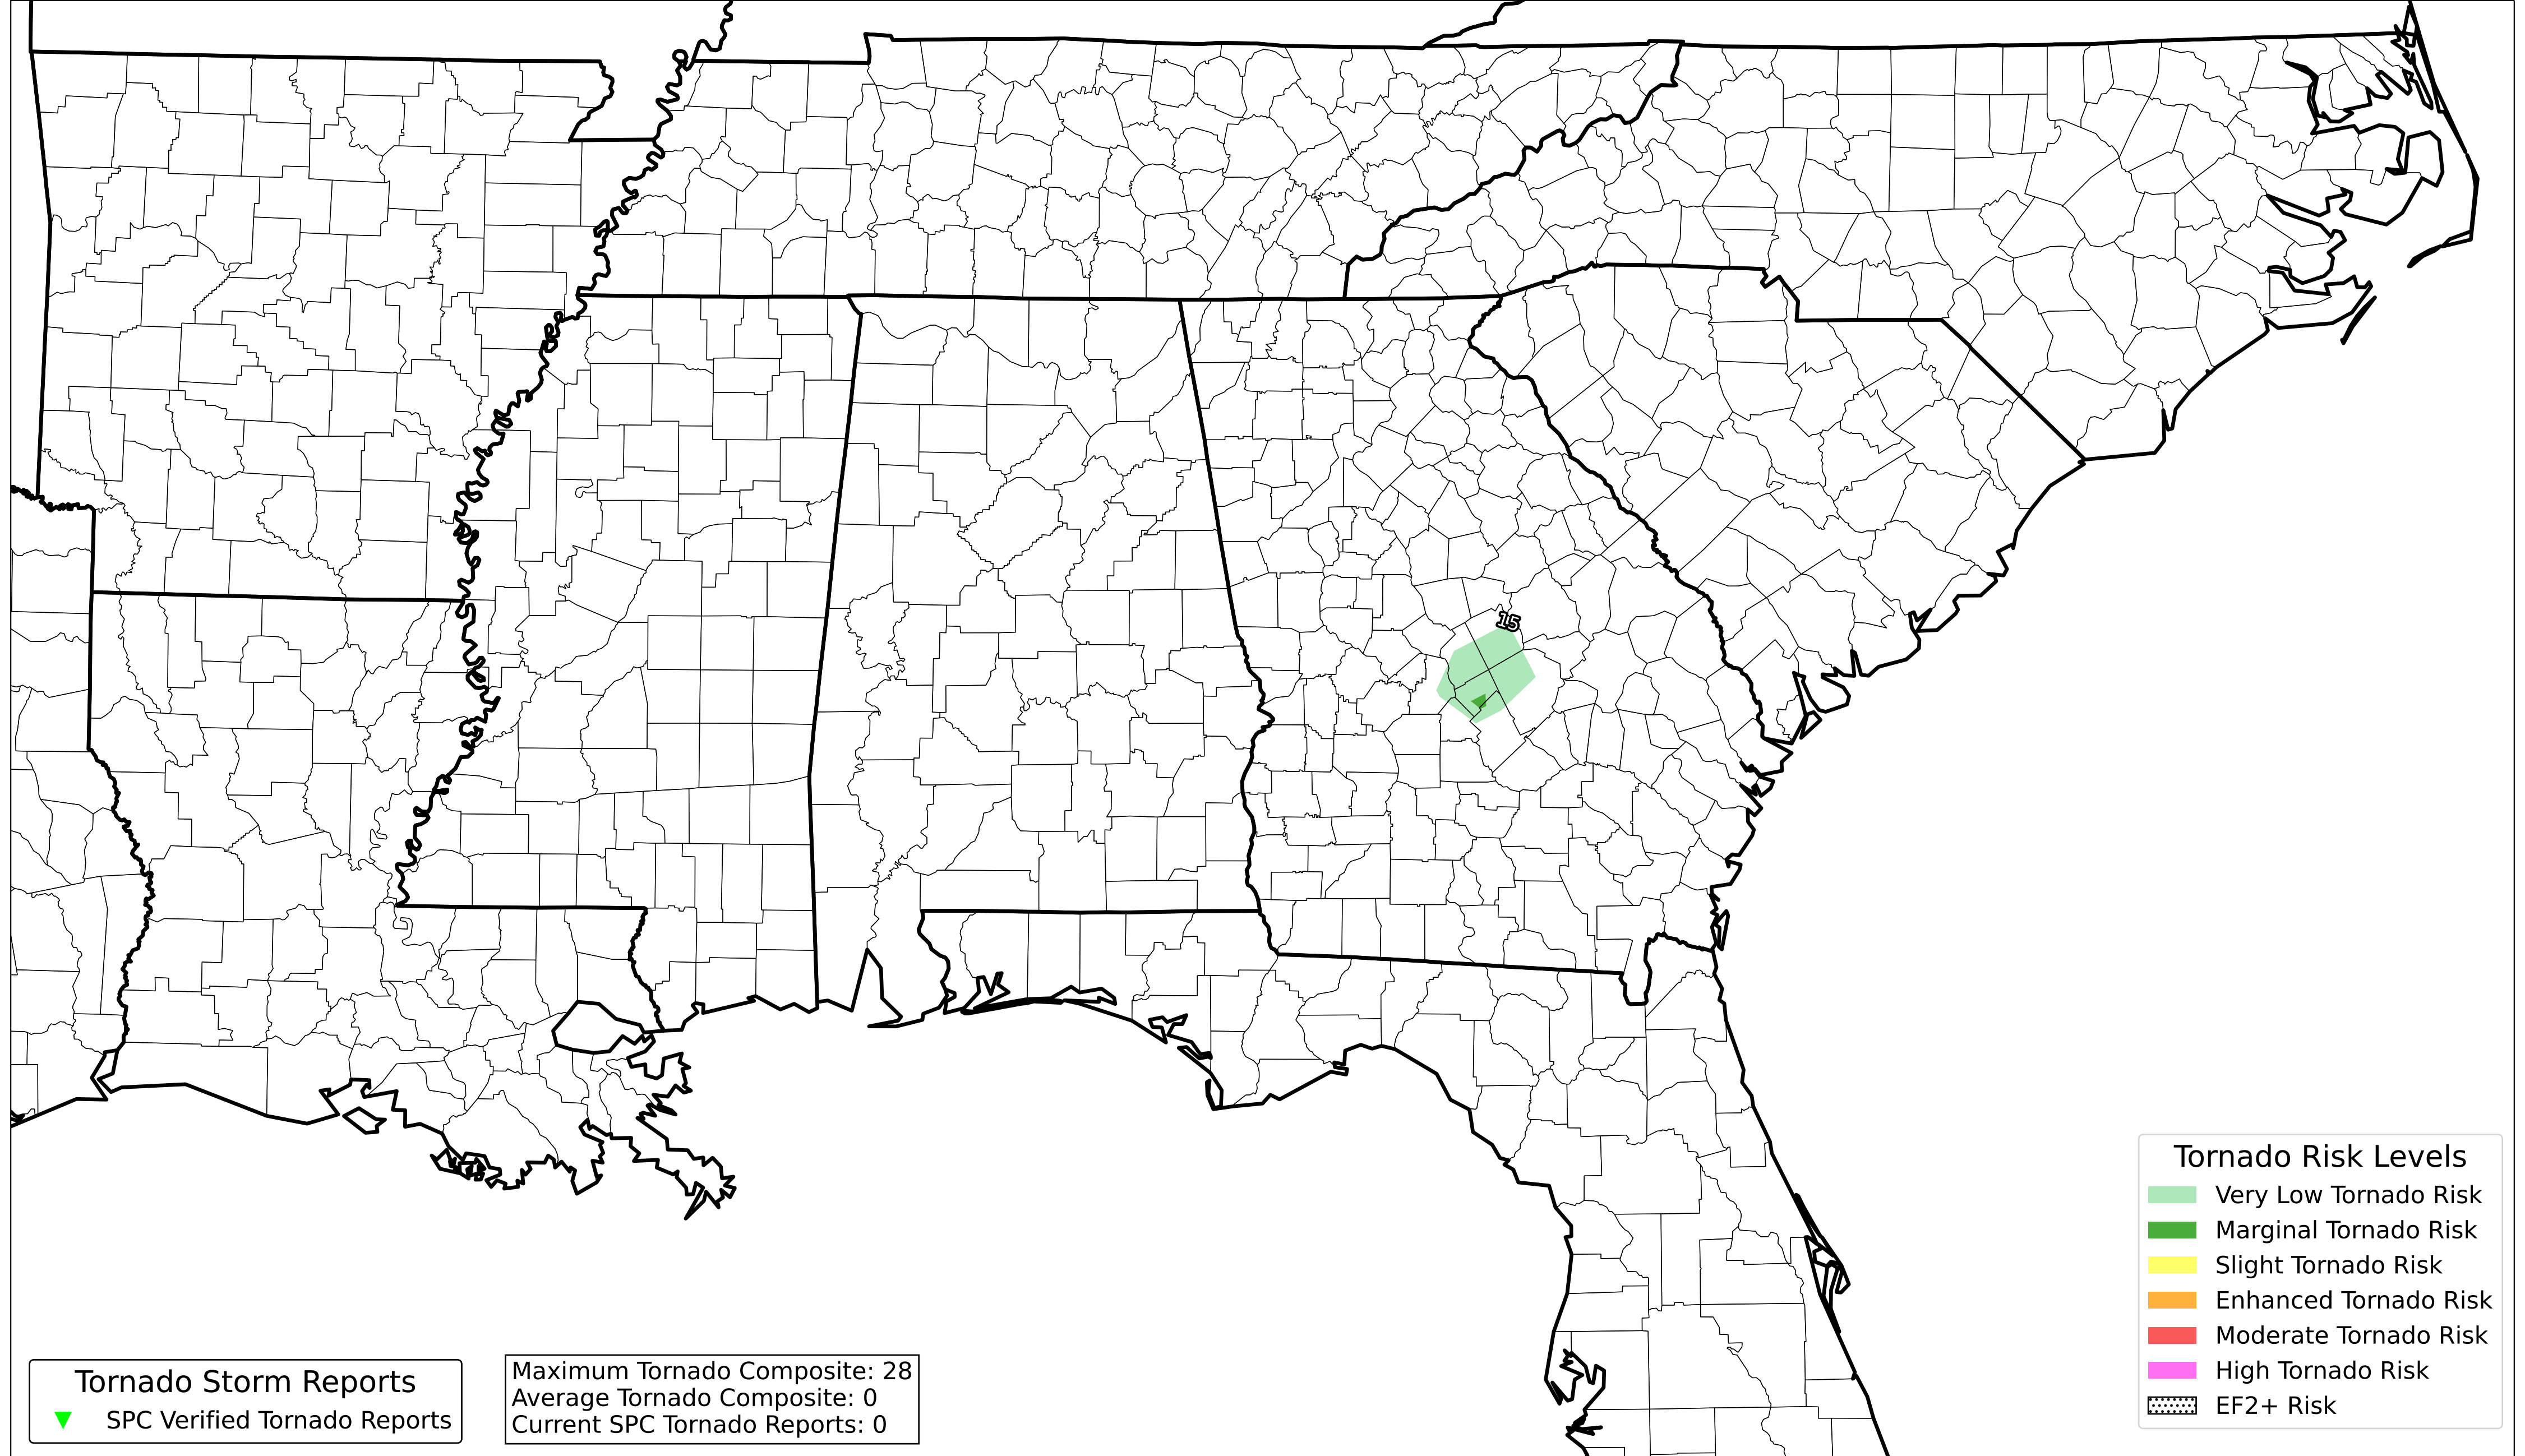 15
Tornado Risk Levels
Very Low Tornado Risk
Marginal Tornado Risk
Slight Tornado Risk
Enhanced Tornado Risk
Moderate Tornado Risk
High Tornado Risk
EF2+ Risk
Tornado Storm Reports
SPC Verified Tornado Reports
Maximum Tornado Composite: 28
Average Tornado Composite: 0
Current SPC Tornado Reports: 0